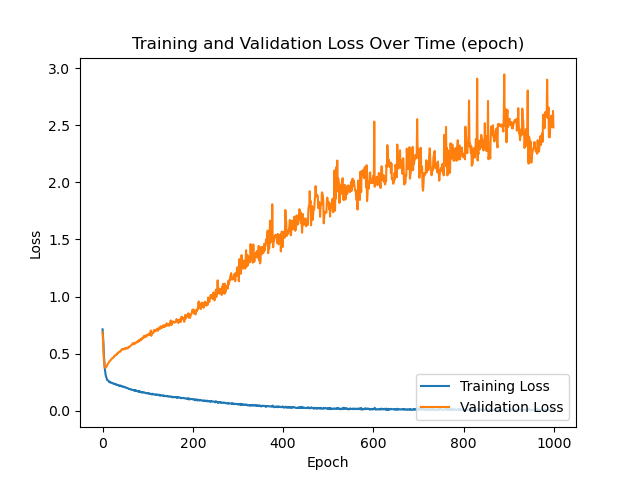 Training and Validation Loss Over Time (epoch)
3.0
2.5
2.0
1.5
1.0
0.5
0.0
Loss
Training Loss
Validation Loss
0 200 400 600 800 1000
Epoch